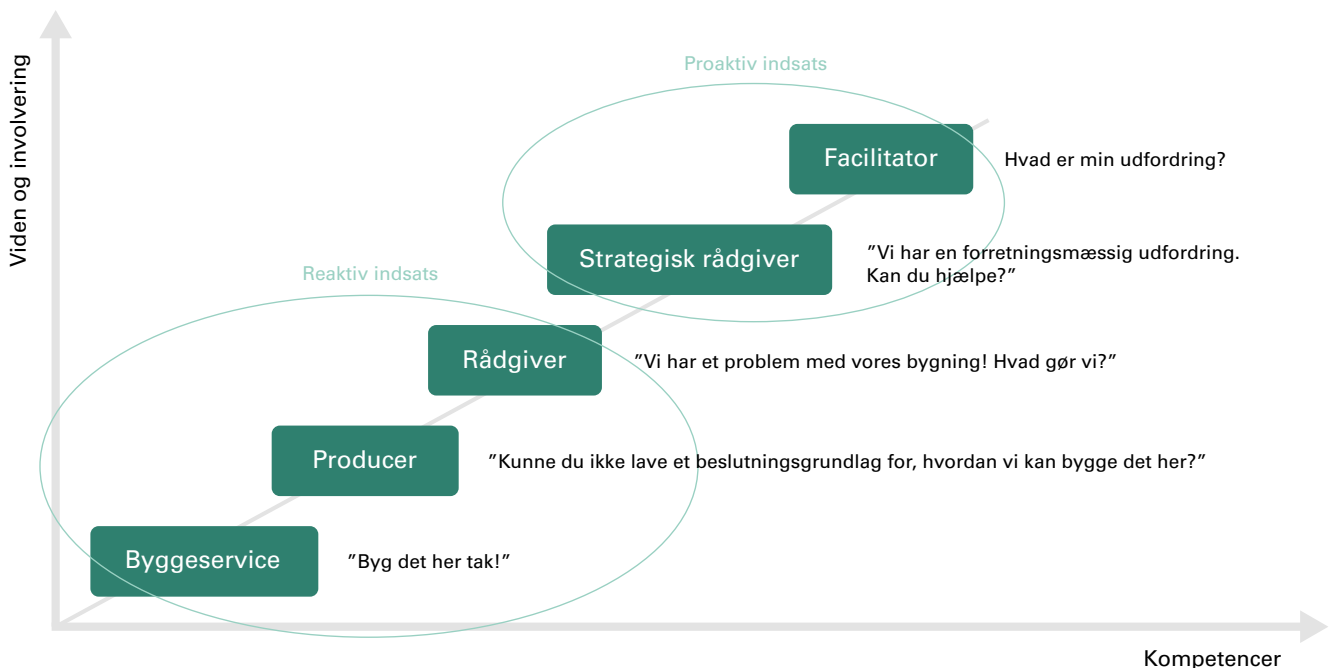 Viden og involvering
Proaktiv indsats
Facilitator
Hvad er min udfordring?
Strategisk rådgiver
”Vi har en forretningsmæssig udfordring.
Kan du hjælpe?”
Reaktiv indsats
Rådgiver
”Vi har et problem med vores bygning! Hvad gør vi?”
Producer
”Kunne du ikke lave et beslutningsgrundlag for, hvordan vi kan bygge det her?”
Byggeservice
”Byg det her tak!”
Kompetencer